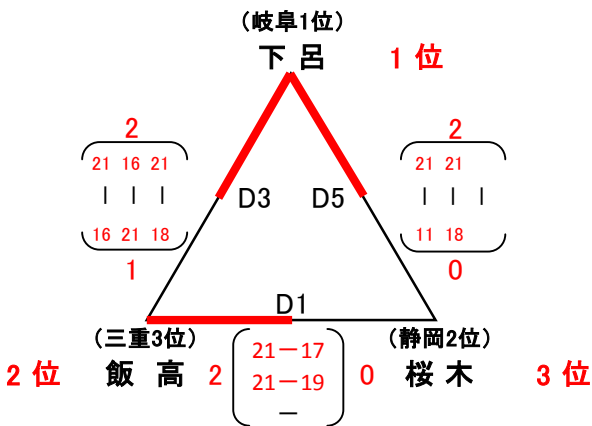 (岐阜1位)
下呂 1位
2 2
21 16 21 21 21
| | | D3 D5 | | |
16 21 18 11 18
1 0
D1
(三重3位) (静岡2位)
21－17
2位 飯高 2 0 桜木 3位
21－19
－